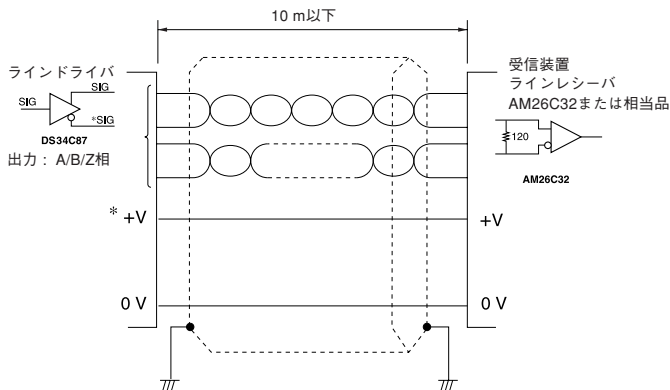 10 m以下
ラインドライバ
SIG
SIG
*SIG
DS34C87
出力：A/B/Z相
受信装置
ラインレシーバ
AM26C32または相当品
120
AM26C32
* +V
+V
0 V
0 V